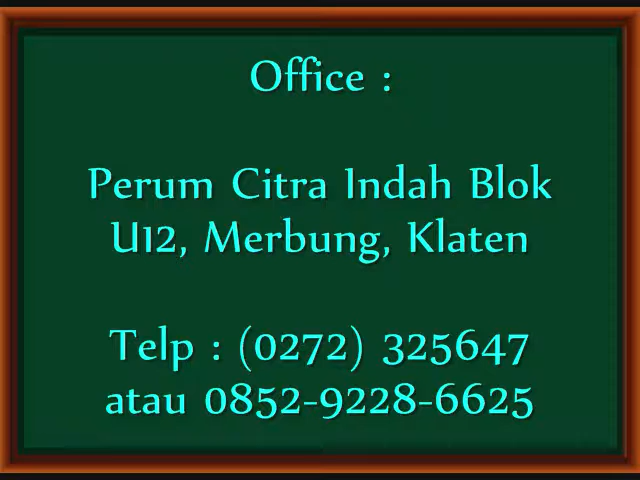 Office :
Perum Citra Indah Blok
U12, Merbung, Klaten
Telp : (0272) 325647
atau 0852-9228-6625